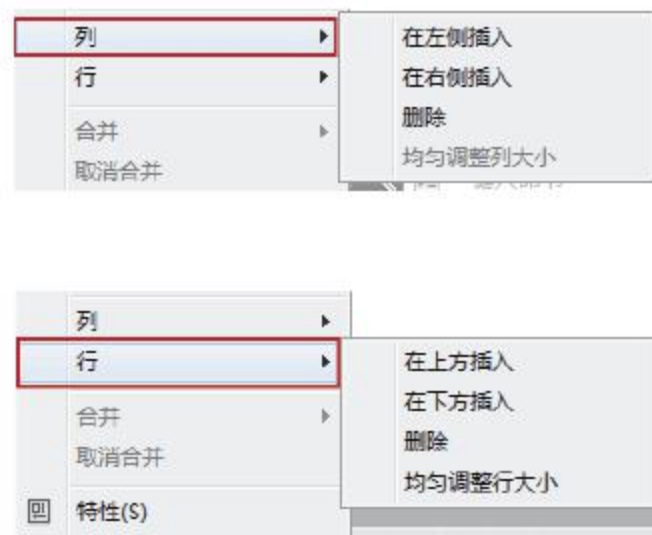 列
在左侧插入
行
在右侧插入
删除
合并
均匀调整列大小
取消合并
列
行
在上方插入
在下方插入
合并
删除
取消合并
均匀调整行大小
特性(S)